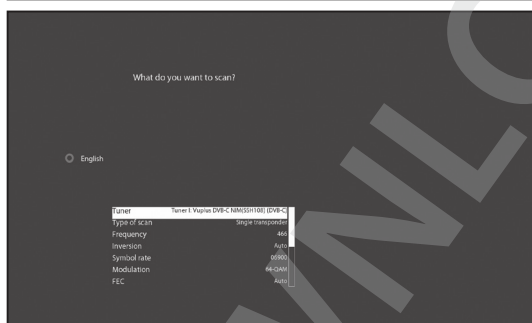 What do you want to scan?
English
Tuner Tuner I: Vuplus DVB-C NIM(SSH108) (DVB-C)
Type of scan Single transponder
Frequency 466
Inversion Auto
Symbol rate 06900
Modulation 64-QAM
FEC Auto